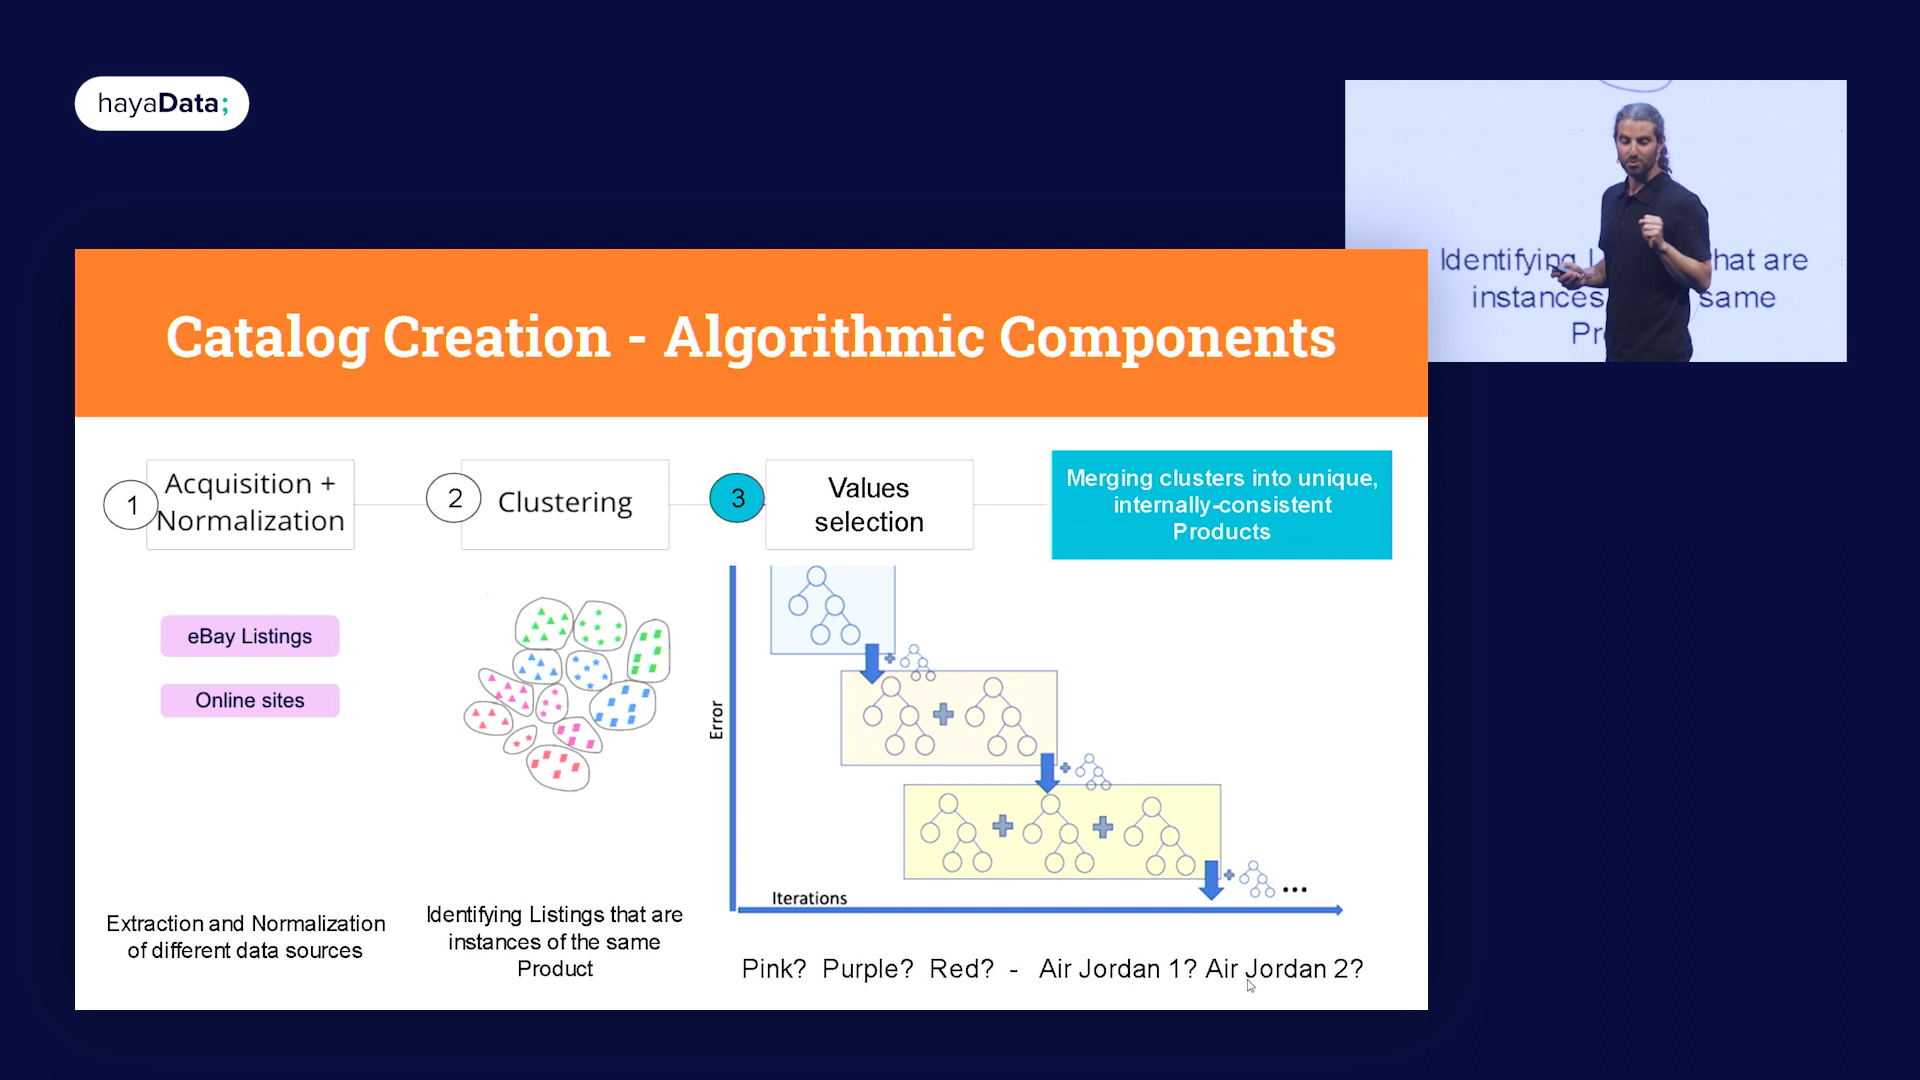 hayaData;
Identifying
hat are
instances
same
Catalog Creation - Algorithmic Components
1
Acquisition +
Normalization
2
Clustering
3
Values
selection
Merging clusters into unique,
internally-consistent
Products
eBay Listings
Online sites
Error
Iterations
...
Extraction and Normalization
of different data sources
Identifying Listings that are
instances of the same
Product
Pink? Purple? Red? - Air Jordan 1? Air Jordan 2?